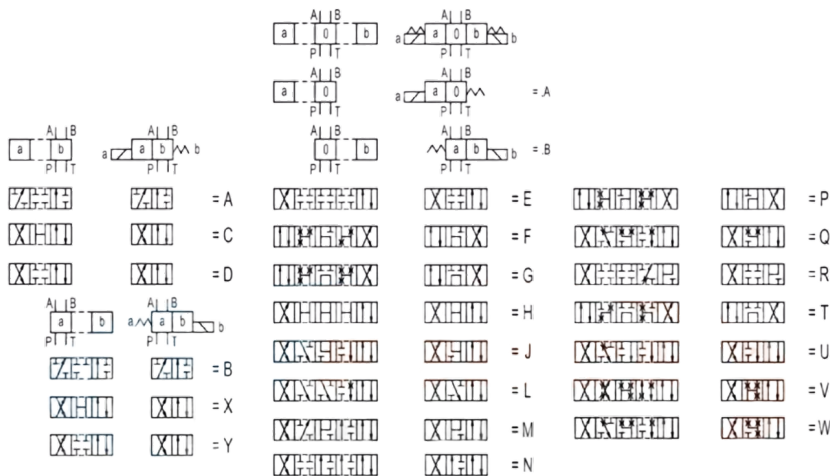 A B A B
a 0 b a a 0 b b
P T P T
A B A B
a 0 a a 0 = .A
P T P T
A B A B A B A B
a b a a b b 0 b a b b = .B
P T P T P T P T
= A = E = P
= C = F = Q
= D = G = R
A B A B = H = T
a b a a b b
P T P T = J = U
= B
= X = L = V
= Y = M = W
= N